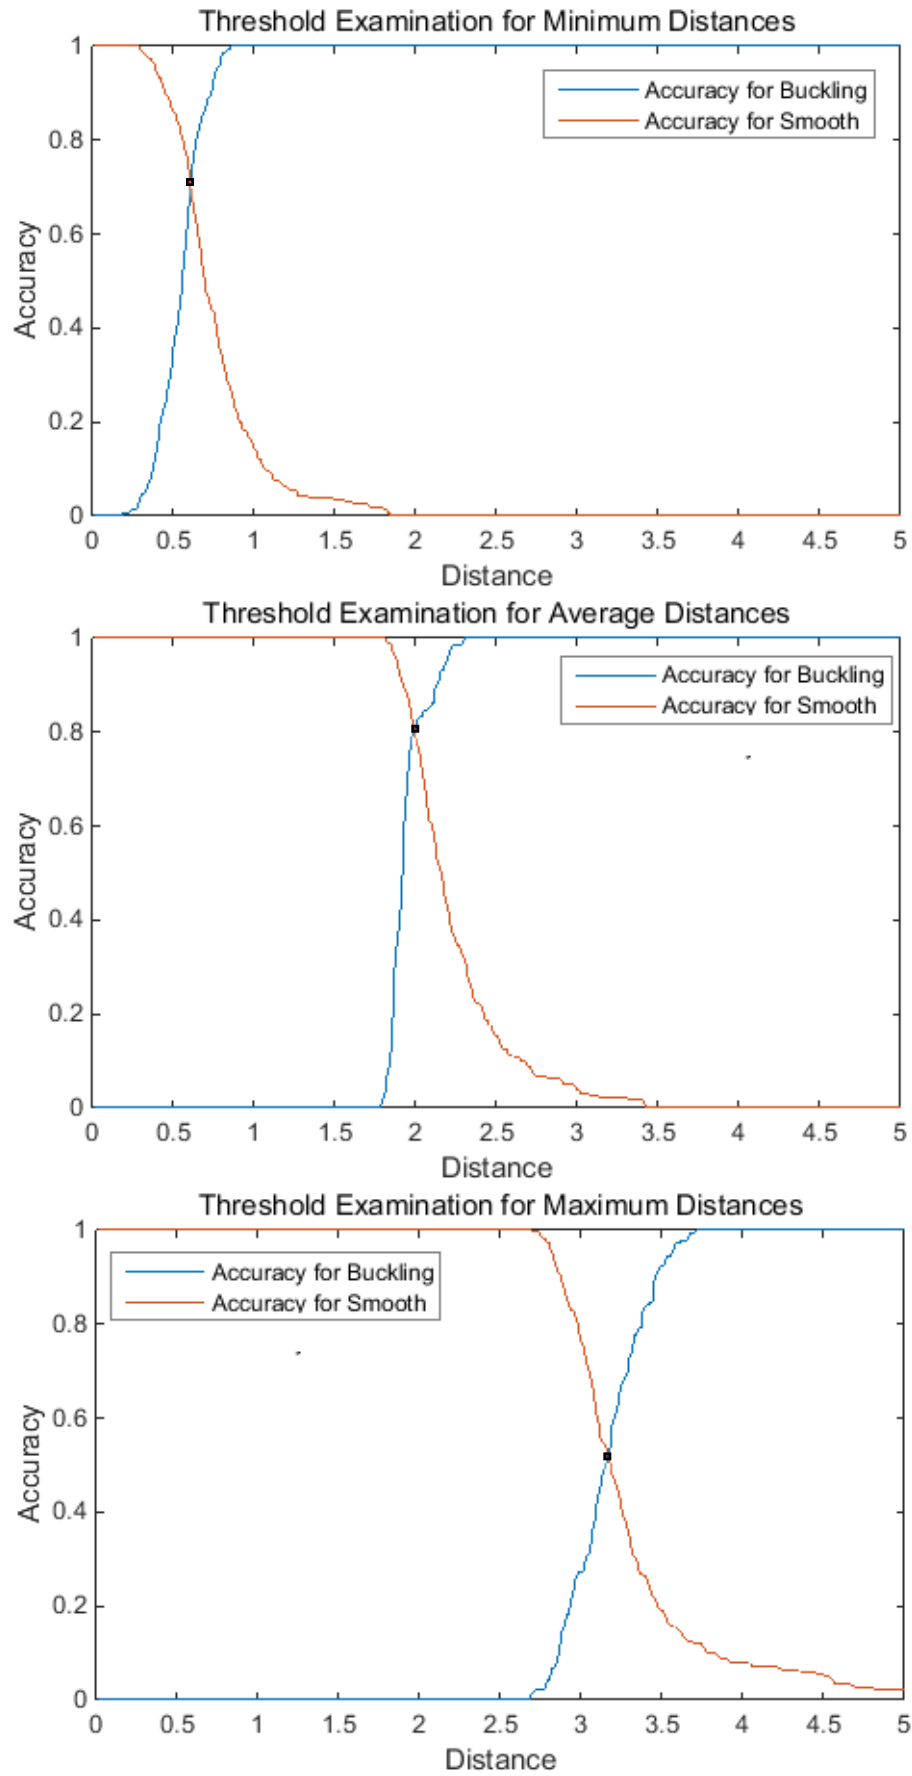 Threshold Examination for Minimum Distances
1
0.8
0.6
0.4
0.2
0
Accuracy
Accuracy for Buckling
Accuracy for Smooth
0 0.5 1 1.5 2 2.5 3 3.5 4 4.5 5
Distance
Threshold Examination for Average Distances
1
0.8
0.6
0.4
0.2
0
Accuracy
Accuracy for Buckling
Accuracy for Smooth
0 0.5 1 1.5 2 2.5 3 3.5 4 4.5 5
Distance
Threshold Examination for Maximum Distances
1
0.8
0.6
0.4
0.2
0
Accuracy
Accuracy for Buckling
Accuracy for Smooth
0 0.5 1 1.5 2 2.5 3 3.5 4 4.5 5
Distance